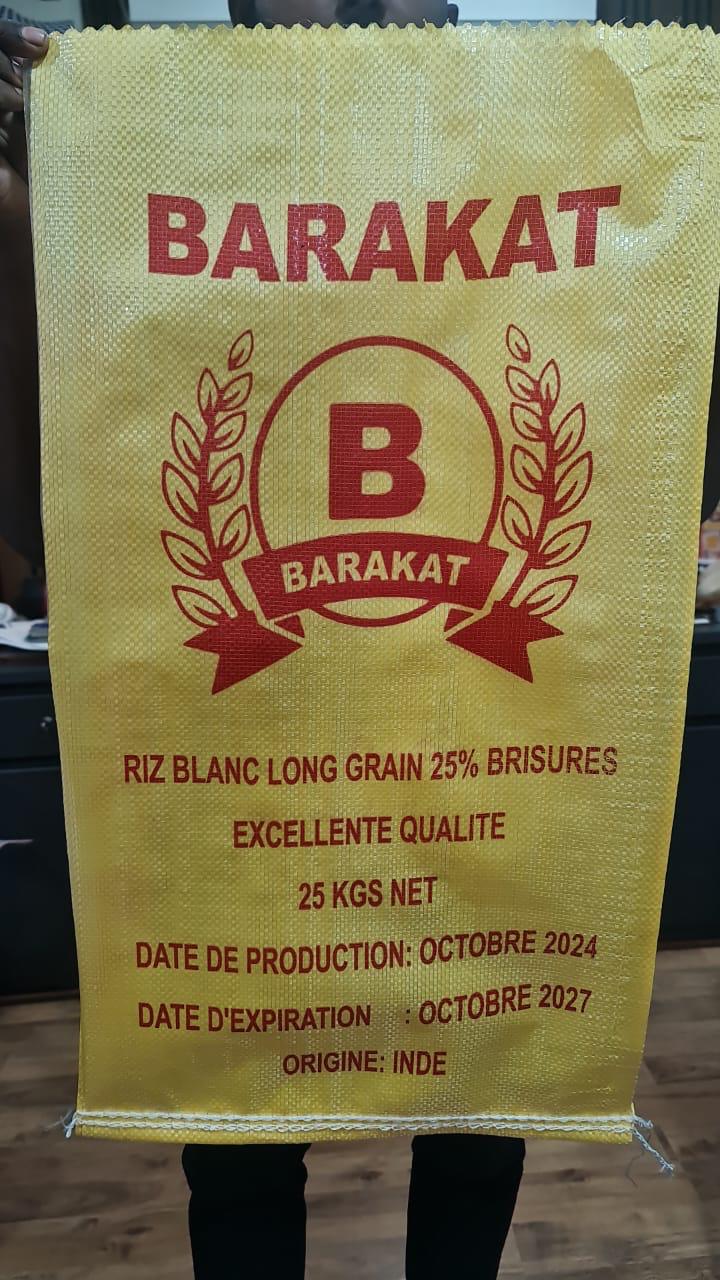 BARAKAT
B
BARAKAT
RIZ BLANC LONG GRAIN 25% BRISURES
EXCELLENTE QUALITE
25 KGS NET
DATE DE PRODUCTION: OCTOBRE 2024
DATE D'EXPIRATION : OCTOBRE 2027
ORIGINE: INDE